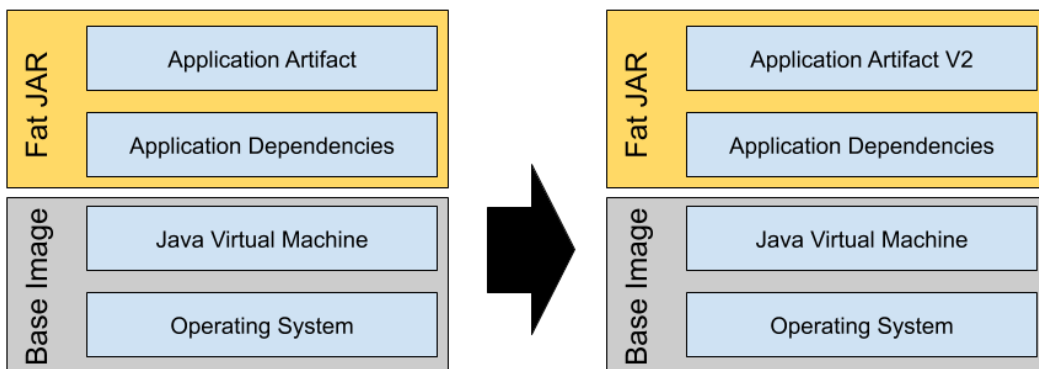 Fat JAR
Application Artifact
Application Dependencies
Base Image
Java Virtual Machine
Operating System
Fat JAR
Application Artifact V2
Application Dependencies
Base Image
Java Virtual Machine
Operating System